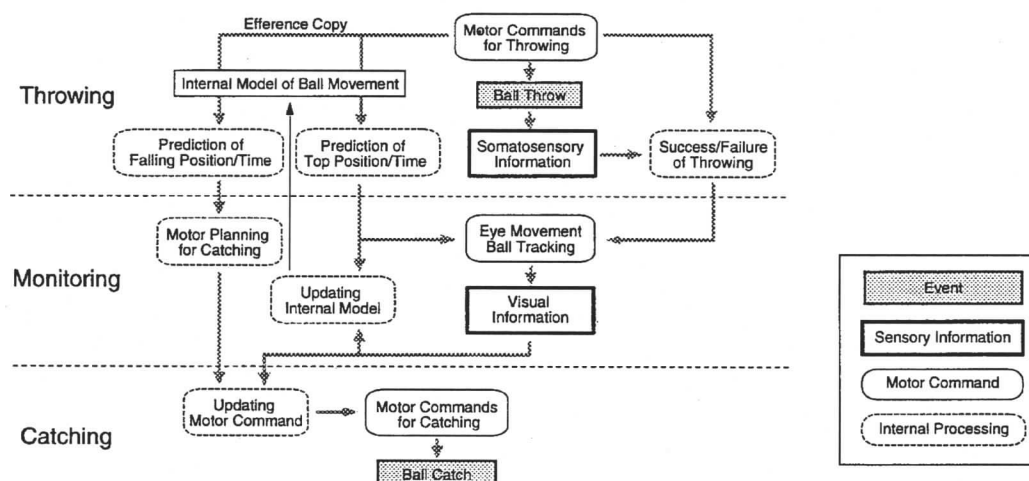 Efference Copy
Motor Commands
for Throwing
Internal Model of Ball Movement
Throwing
Ball Throw
Prediction of
Falling Position/Time
Prediction of
Top Position/Time
Somatosensory
Information
Success/Failure
of Throwing
Motor Planning
for Catching
Eye Movement
Ball Tracking
Monitoring
Updating
Internal Model
Visual
Information
Updating
Motor Command
Motor Commands
for Catching
Catching
Ball Catch
Event
Sensory Information
Motor Command
Internal Processing